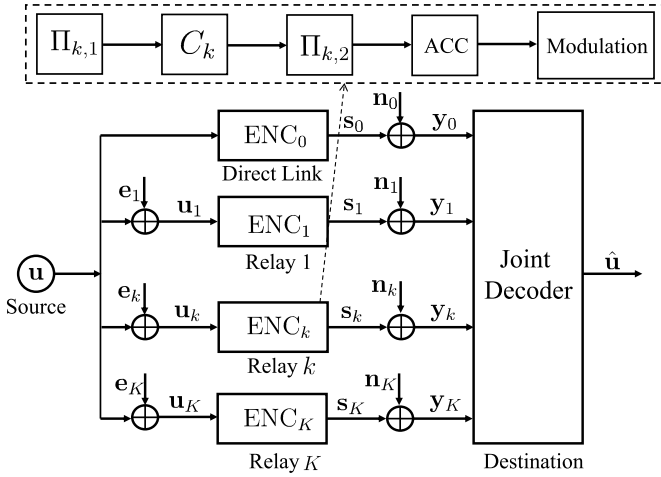 Π_{k,1} C_k Π_{k,2} ACC Modulation
n_0
ENC_0 s_0 y_0
Direct Link
e_1 n_1
u_1 ENC_1 s_1 y_1
Relay 1
u
Source
Joint
Decoder
û
e_k n_k
u_k ENC_k s_k y_k
Relay k
e_K n_K
u_K ENC_K s_K y_K
Relay K
Destination